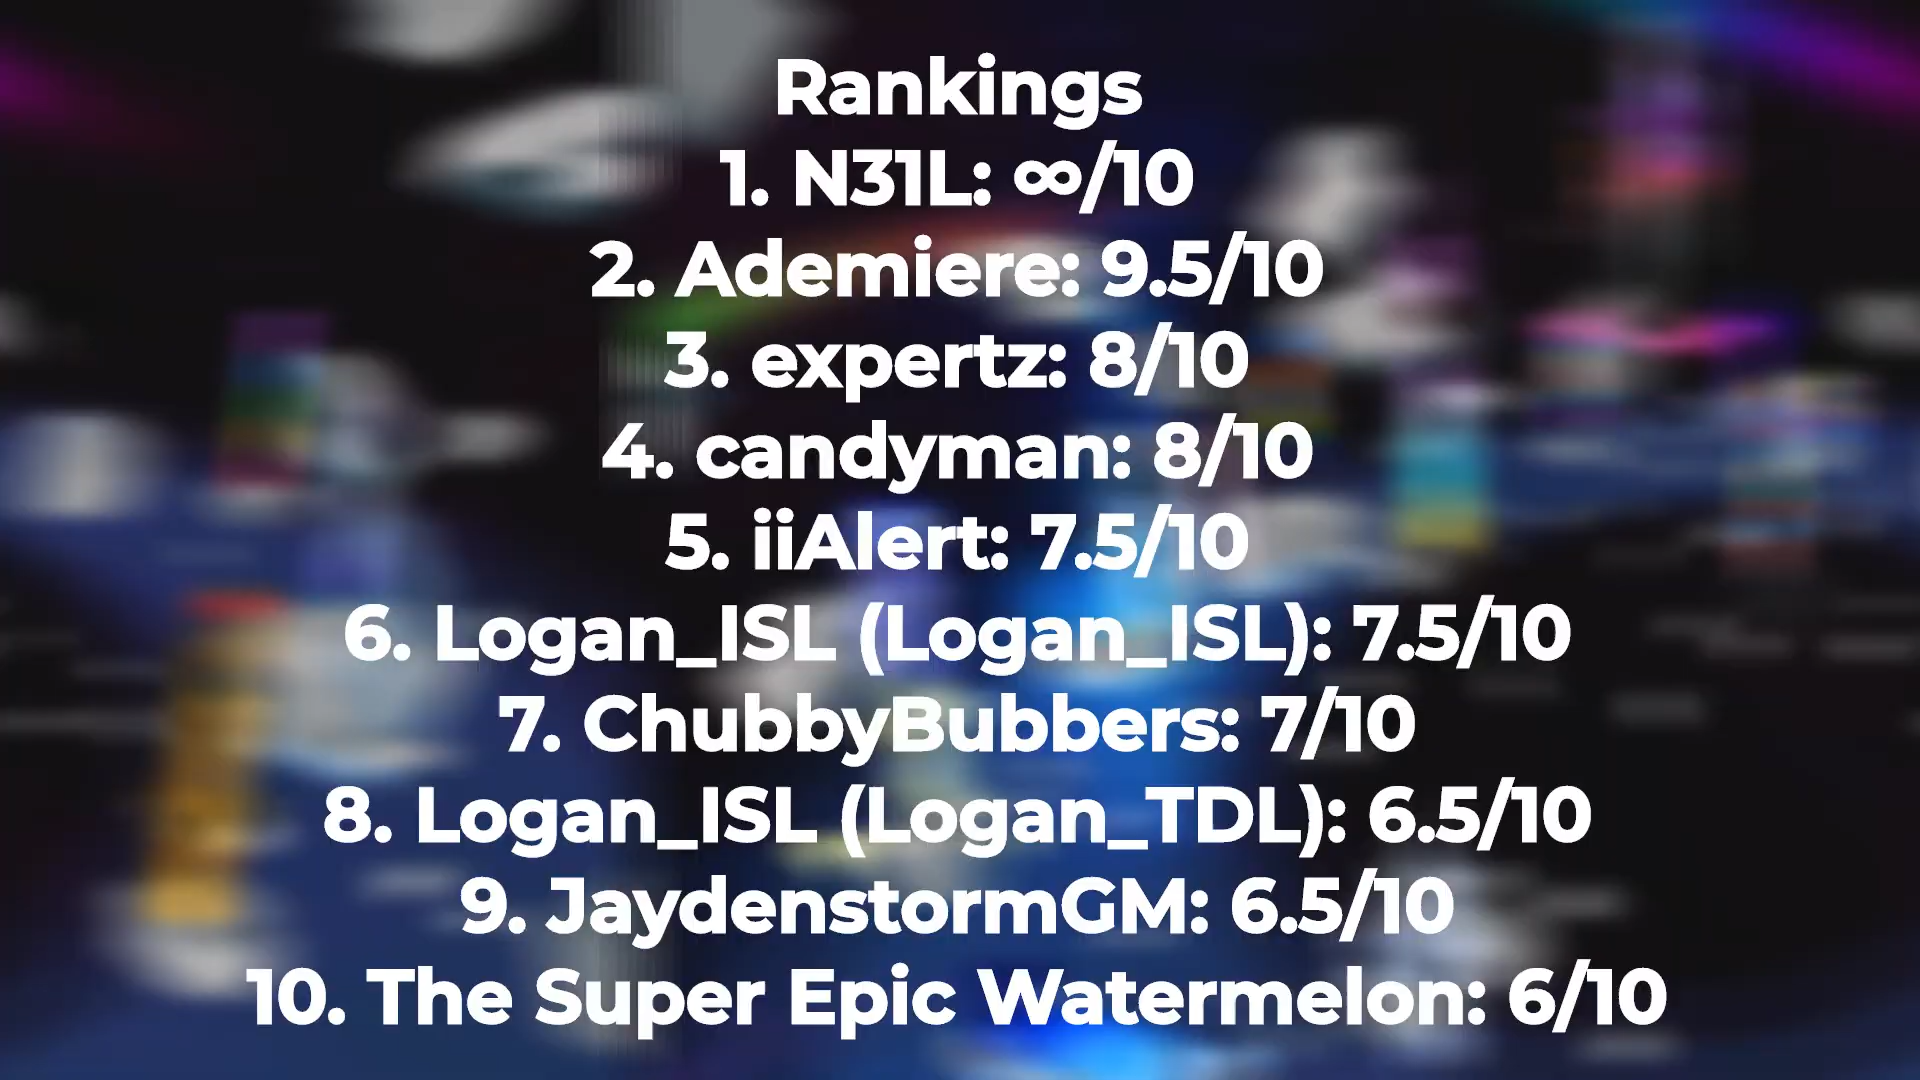 Rankings
1. N31L: ∞/10
2. Ademiere: 9.5/10
3. expertz: 8/10
4. candyman: 8/10
5. iiAlert: 7.5/10
6. Logan_ISL (Logan_ISL): 7.5/10
7. ChubbyBubbers: 7/10
8. Logan_ISL (Logan_TDL): 6.5/10
9. JaydenstormGM: 6.5/10
10. The Super Epic Watermelon: 6/10